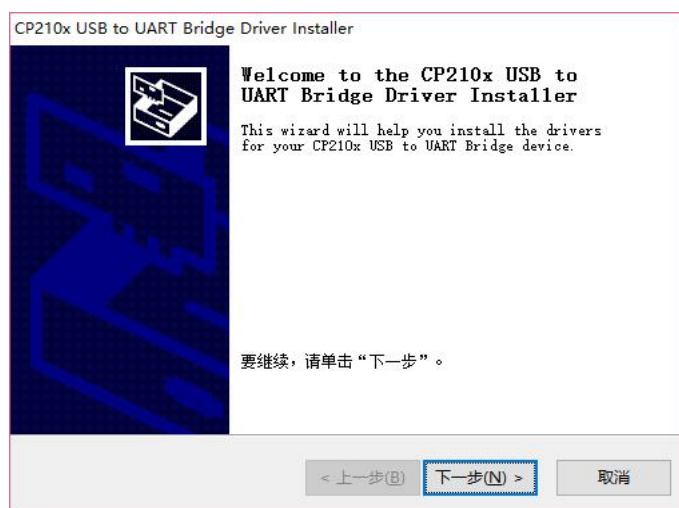 CP210x USB to UART Bridge Driver Installer
Welcome to the CP210x USB to
UART Bridge Driver Installer
This wizard will help you install the drivers
for your CP210x USB to UART Bridge device.
要继续，请单击“下一步”。
< 上一步(B)
下一步(N) >
取消